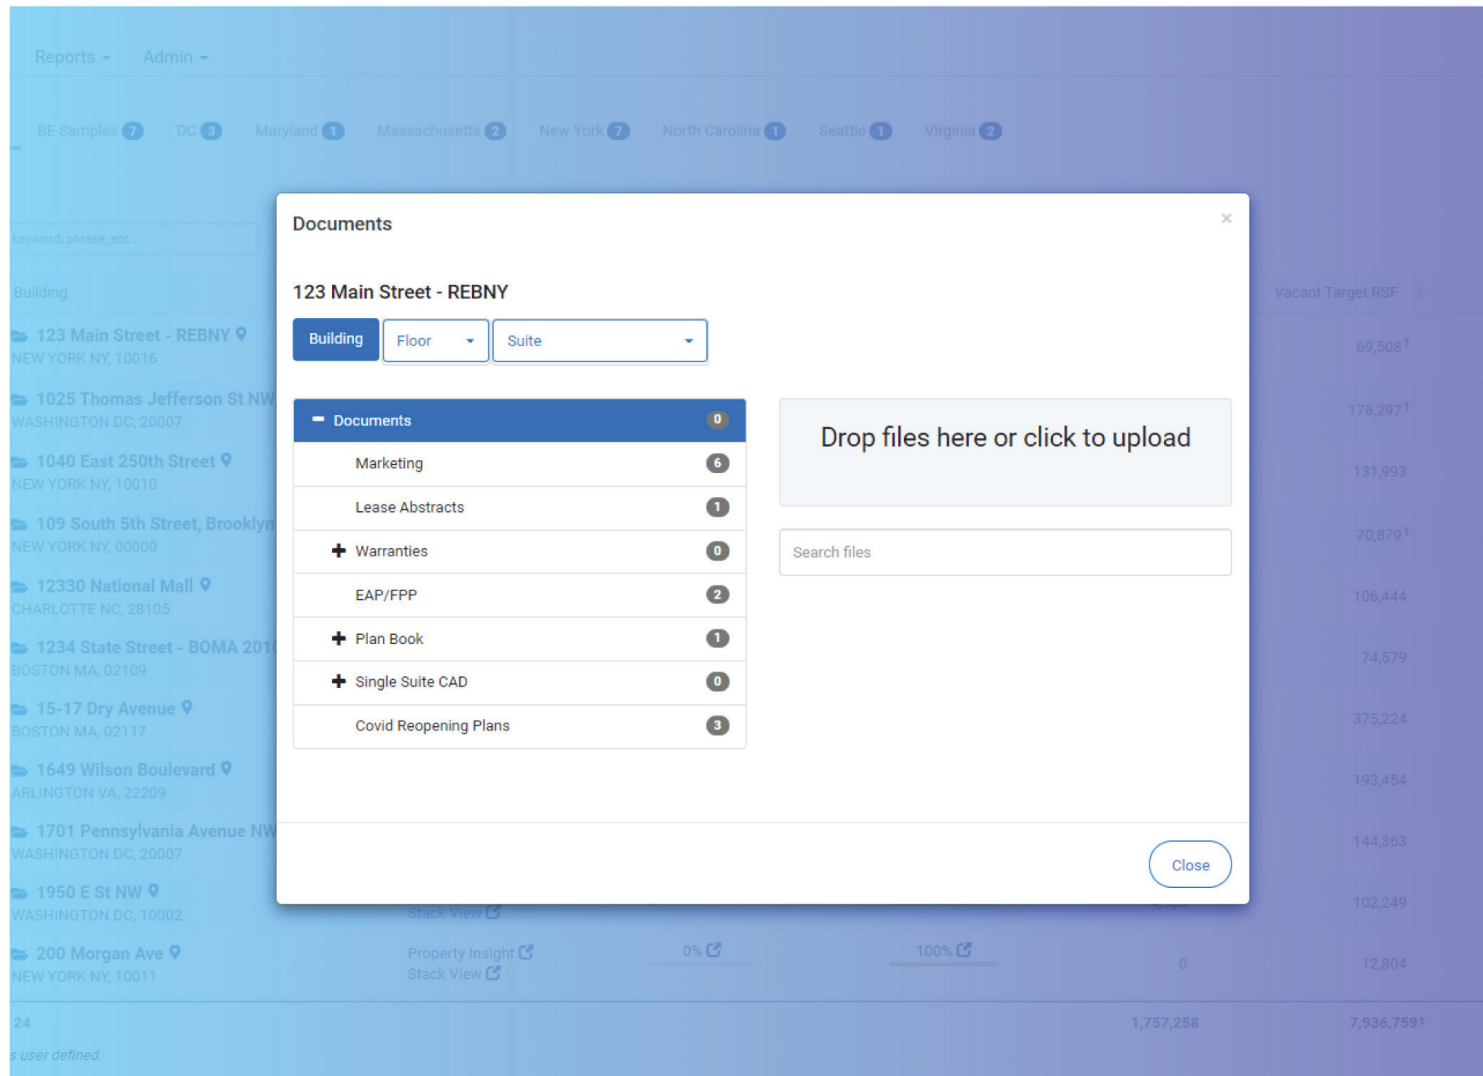 Reports Admin
BE Samples 7 DC 3 Maryland 1 Massachusetts 2 New York 7 North Carolina 1 Seattle 1 Virginia 2
keyword, phrase, etc...
Building Vacant Target RSF
123 Main Street - REBNY
NEW YORK NY, 10016
69,508 t
1025 Thomas Jefferson St NW
WASHINGTON DC, 20007
178,297 t
1040 East 250th Street
NEW YORK NY, 10010
131,993
109 South 5th Street, Brooklyn
NEW YORK NY, 00000
70,879 t
12330 National Mall
CHARLOTTE NC, 28105
106,444
1234 State Street - BOMA 2010
BOSTON MA, 02109
74,579
15-17 Dry Avenue
BOSTON MA, 02117
375,224
1649 Wilson Boulevard
ARLINGTON VA, 22209
193,454
1701 Pennsylvania Avenue NW
WASHINGTON DC, 20007
144,363
1950 E St NW
WASHINGTON DC, 10002
Stack View
102,249
200 Morgan Ave
NEW YORK NY, 10011
Property Insight
Stack View
0% 100% 0 12,804
24 1,757,258 7,936,759 t
s user defined.
Documents ×
123 Main Street - REBNY
Building Floor Suite
Documents 0
Marketing 6
Lease Abstracts 1
Warranties 0
EAP/FPP 2
Plan Book 1
Single Suite CAD 0
Covid Reopening Plans 3
Drop files here or click to upload
Search files
Close